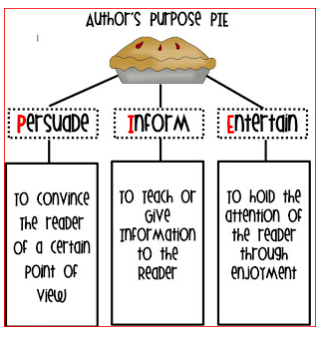 Author's Purpose PIE
Persuade
Inform
Entertain
To convince
the reader
of a certain
point of
view
To teach or
give
information
to the
reader
To hold the
attention of
the reader
through
enjoyment